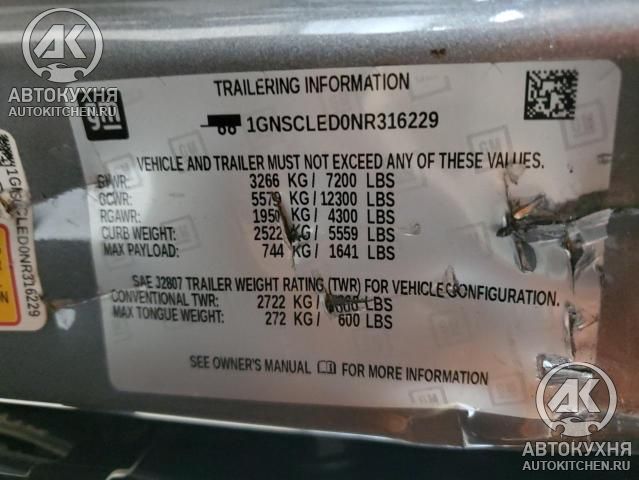 AK
АВТОКУХНЯ
AUTOKITCHEN.RU
GM
TRAILERING INFORMATION
1GNSCLED0NR316229
VEHICLE AND TRAILER MUST NOT EXCEED ANY OF THESE VALUES.
GVWR: 3266 KG / 7200 LBS
GCWR: 5579 KG / 12300 LBS
RGAWR: 1950 KG / 4300 LBS
CURB WEIGHT: 2522 KG / 5559 LBS
MAX PAYLOAD: 744 KG / 1641 LBS
SAE J2807 TRAILER WEIGHT RATING (TWR) FOR VEHICLE CONFIGURATION.
CONVENTIONAL TWR: 2722 KG / LBS
MAX TONGUE WEIGHT: 272 KG / 600 LBS
SEE OWNER'S MANUAL FOR MORE INFORMATION
1GNSCLED0NR316229
AK
АВТОКУХНЯ
AUTOKITCHEN.RU